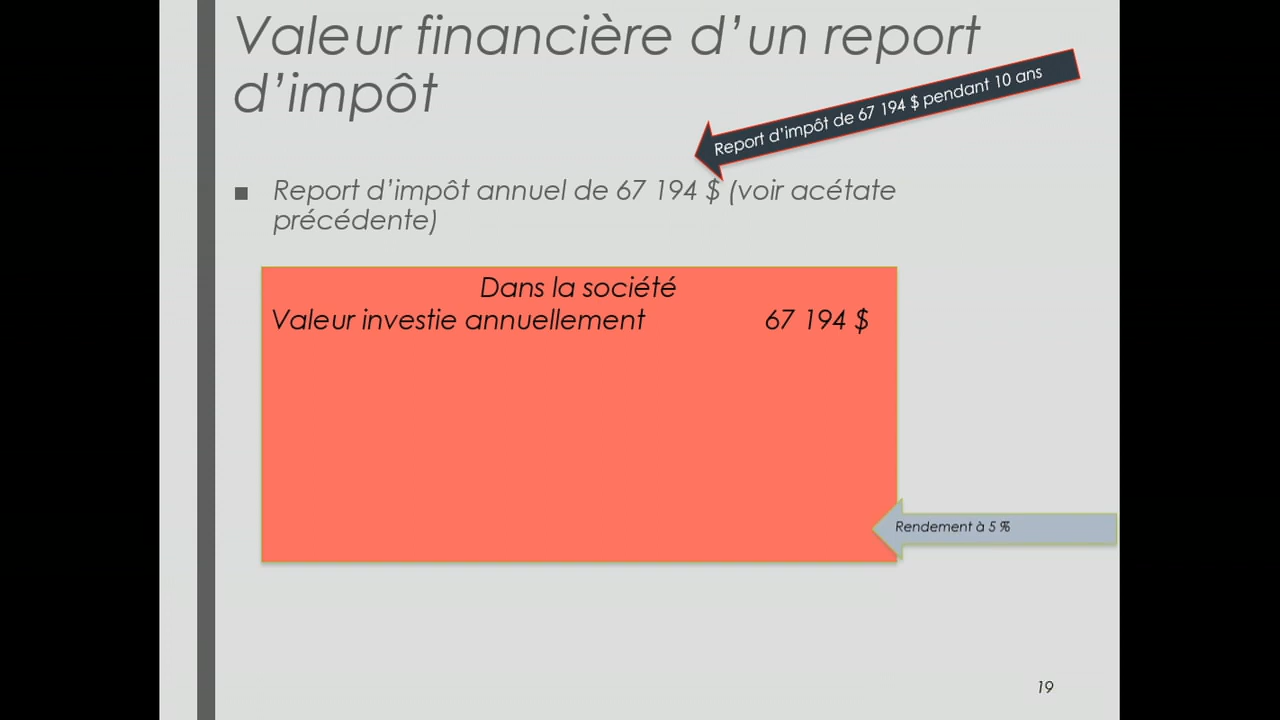 Valeur financière d’un report
d’impôt
Report d’impôt de 67 194 $ pendant 10 ans
■ Report d’impôt annuel de 67 194 $ (voir acétate
précédente)
Dans la société
Valeur investie annuellement 67 194 $
Rendement à 5 %
19